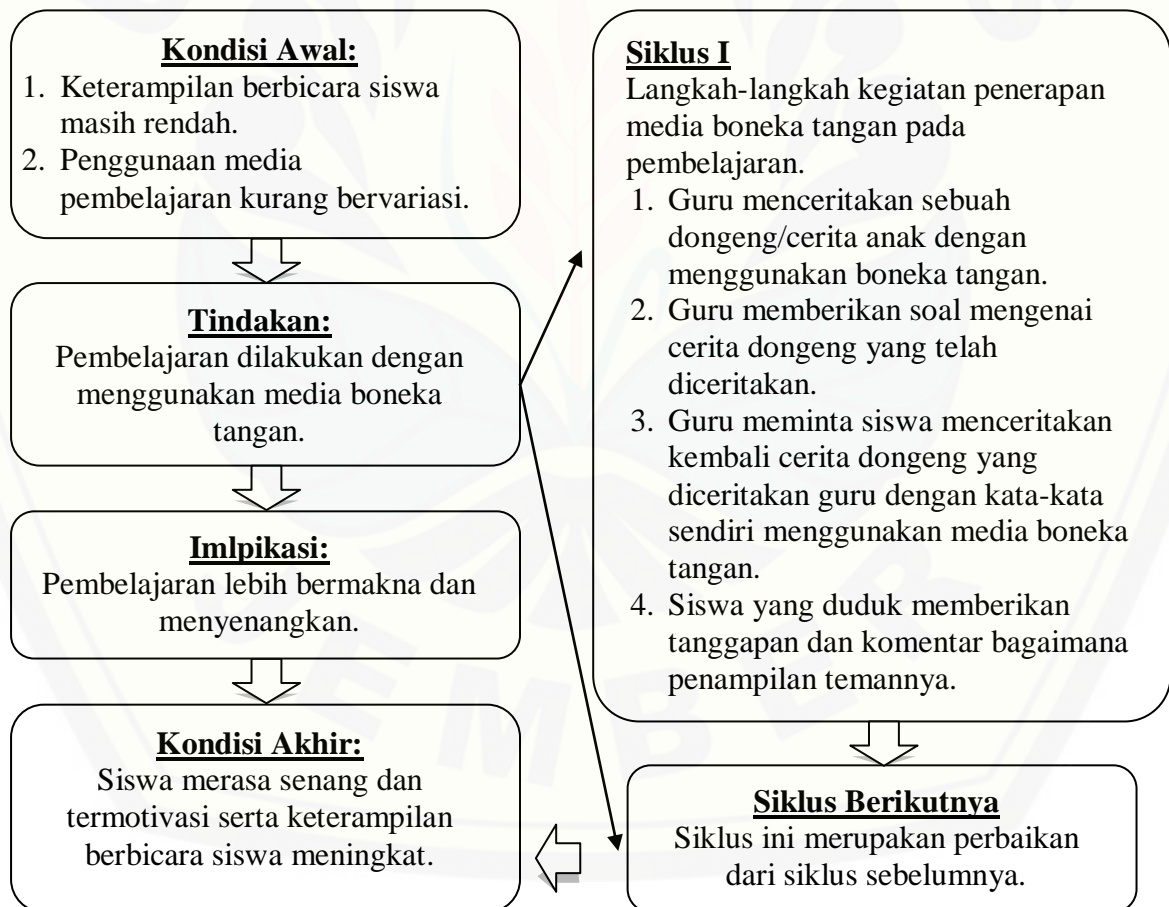 Kondisi Awal:
1. Keterampilan berbicara siswa
masih rendah.
2. Penggunaan media
pembelajaran kurang bervariasi.
Tindakan:
Pembelajaran dilakukan dengan
menggunakan media boneka
tangan.
Imlpikasi:
Pembelajaran lebih bermakna dan
menyenangkan.
Kondisi Akhir:
Siswa merasa senang dan
termotivasi serta keterampilan
berbicara siswa meningkat.
Siklus I
Langkah-langkah kegiatan penerapan
media boneka tangan pada
pembelajaran.
1. Guru menceritakan sebuah
dongeng/cerita anak dengan
menggunakan boneka tangan.
2. Guru memberikan soal mengenai
cerita dongeng yang telah
diceritakan.
3. Guru meminta siswa menceritakan
kembali cerita dongeng yang
diceritakan guru dengan kata-kata
sendiri menggunakan media boneka
tangan.
4. Siswa yang duduk memberikan
tanggapan dan komentar bagaimana
penampilan temannya.
Siklus Berikutnya
Siklus ini merupakan perbaikan
dari siklus sebelumnya.
EMBER